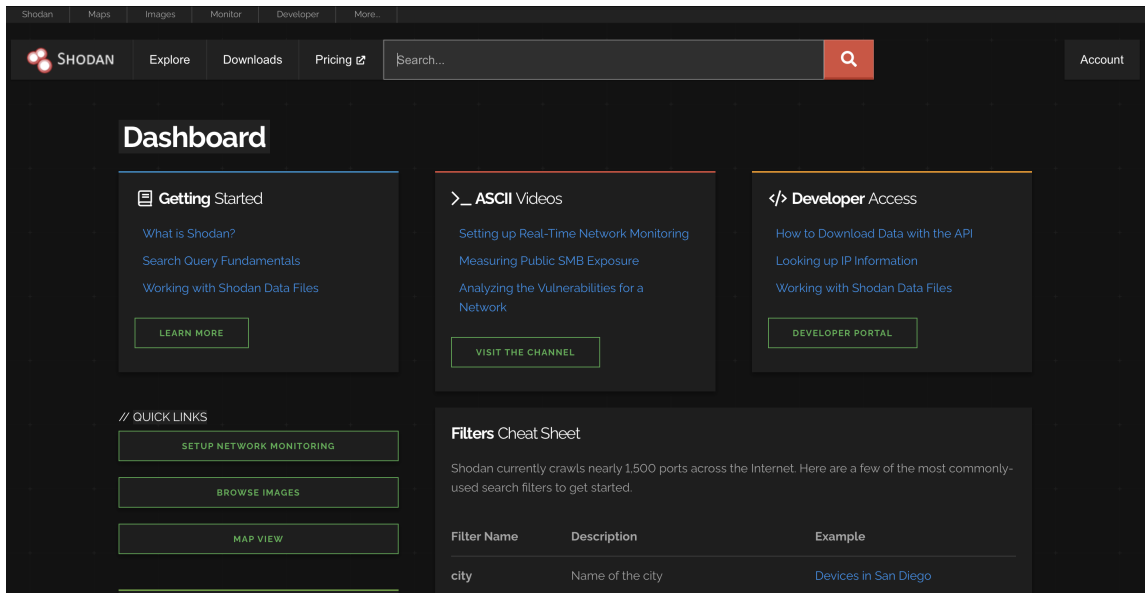 Shodan Maps Images Monitor Developer More...
SHODAN Explore Downloads Pricing Search... Account
Dashboard
Getting Started
What is Shodan?
Search Query Fundamentals
Working with Shodan Data Files
LEARN MORE
>_ ASCII Videos
Setting up Real-Time Network Monitoring
Measuring Public SMB Exposure
Analyzing the Vulnerabilities for a
Network
VISIT THE CHANNEL
</> Developer Access
How to Download Data with the API
Looking up IP Information
Working with Shodan Data Files
DEVELOPER PORTAL
// QUICK LINKS
SETUP NETWORK MONITORING
BROWSE IMAGES
MAP VIEW
Filters Cheat Sheet
Shodan currently crawls nearly 1,500 ports across the Internet. Here are a few of the most commonly-
used search filters to get started.
Filter Name Description Example
city Name of the city Devices in San Diego